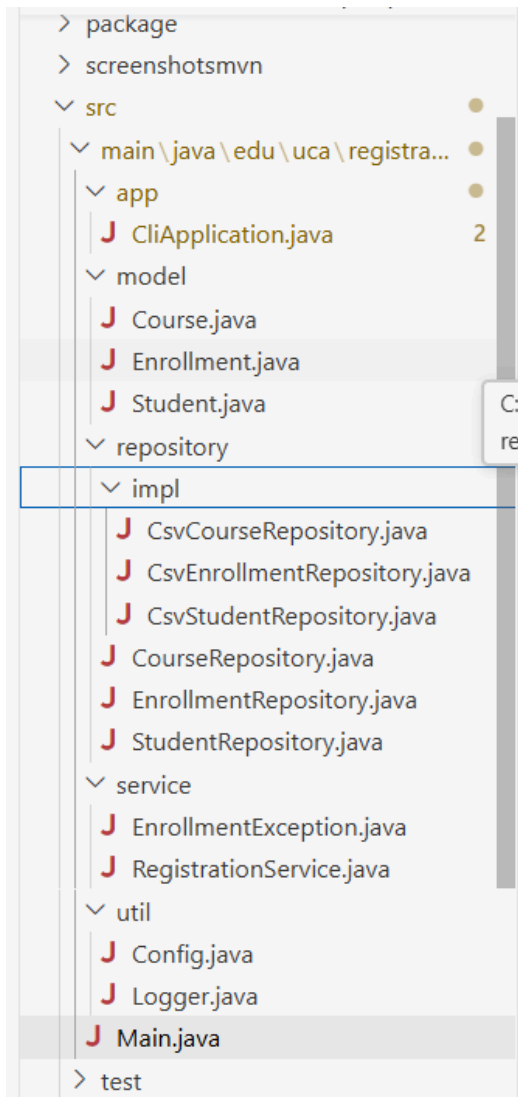 package
screenshotsmvn
src
main\java\edu\uca\registra...
app
J CliApplication.java 2
model
J Course.java
J Enrollment.java
J Student.java
C:
repository
re
impl
J CsvCourseRepository.java
J CsvEnrollmentRepository.java
J CsvStudentRepository.java
J CourseRepository.java
J EnrollmentRepository.java
J StudentRepository.java
service
J EnrollmentException.java
J RegistrationService.java
util
J Config.java
J Logger.java
J Main.java
test